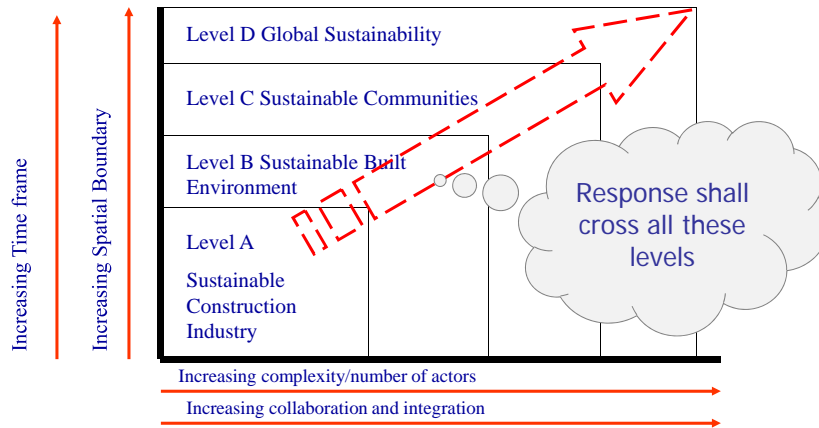 Level D Global Sustainability
Level C Sustainable Communities
Level B Sustainable Built
Environment
Level A
Sustainable
Construction
Industry
Response shall
cross all these
levels
Increasing Time frame
Increasing Spatial Boundary
Increasing complexity/number of actors
Increasing collaboration and integration